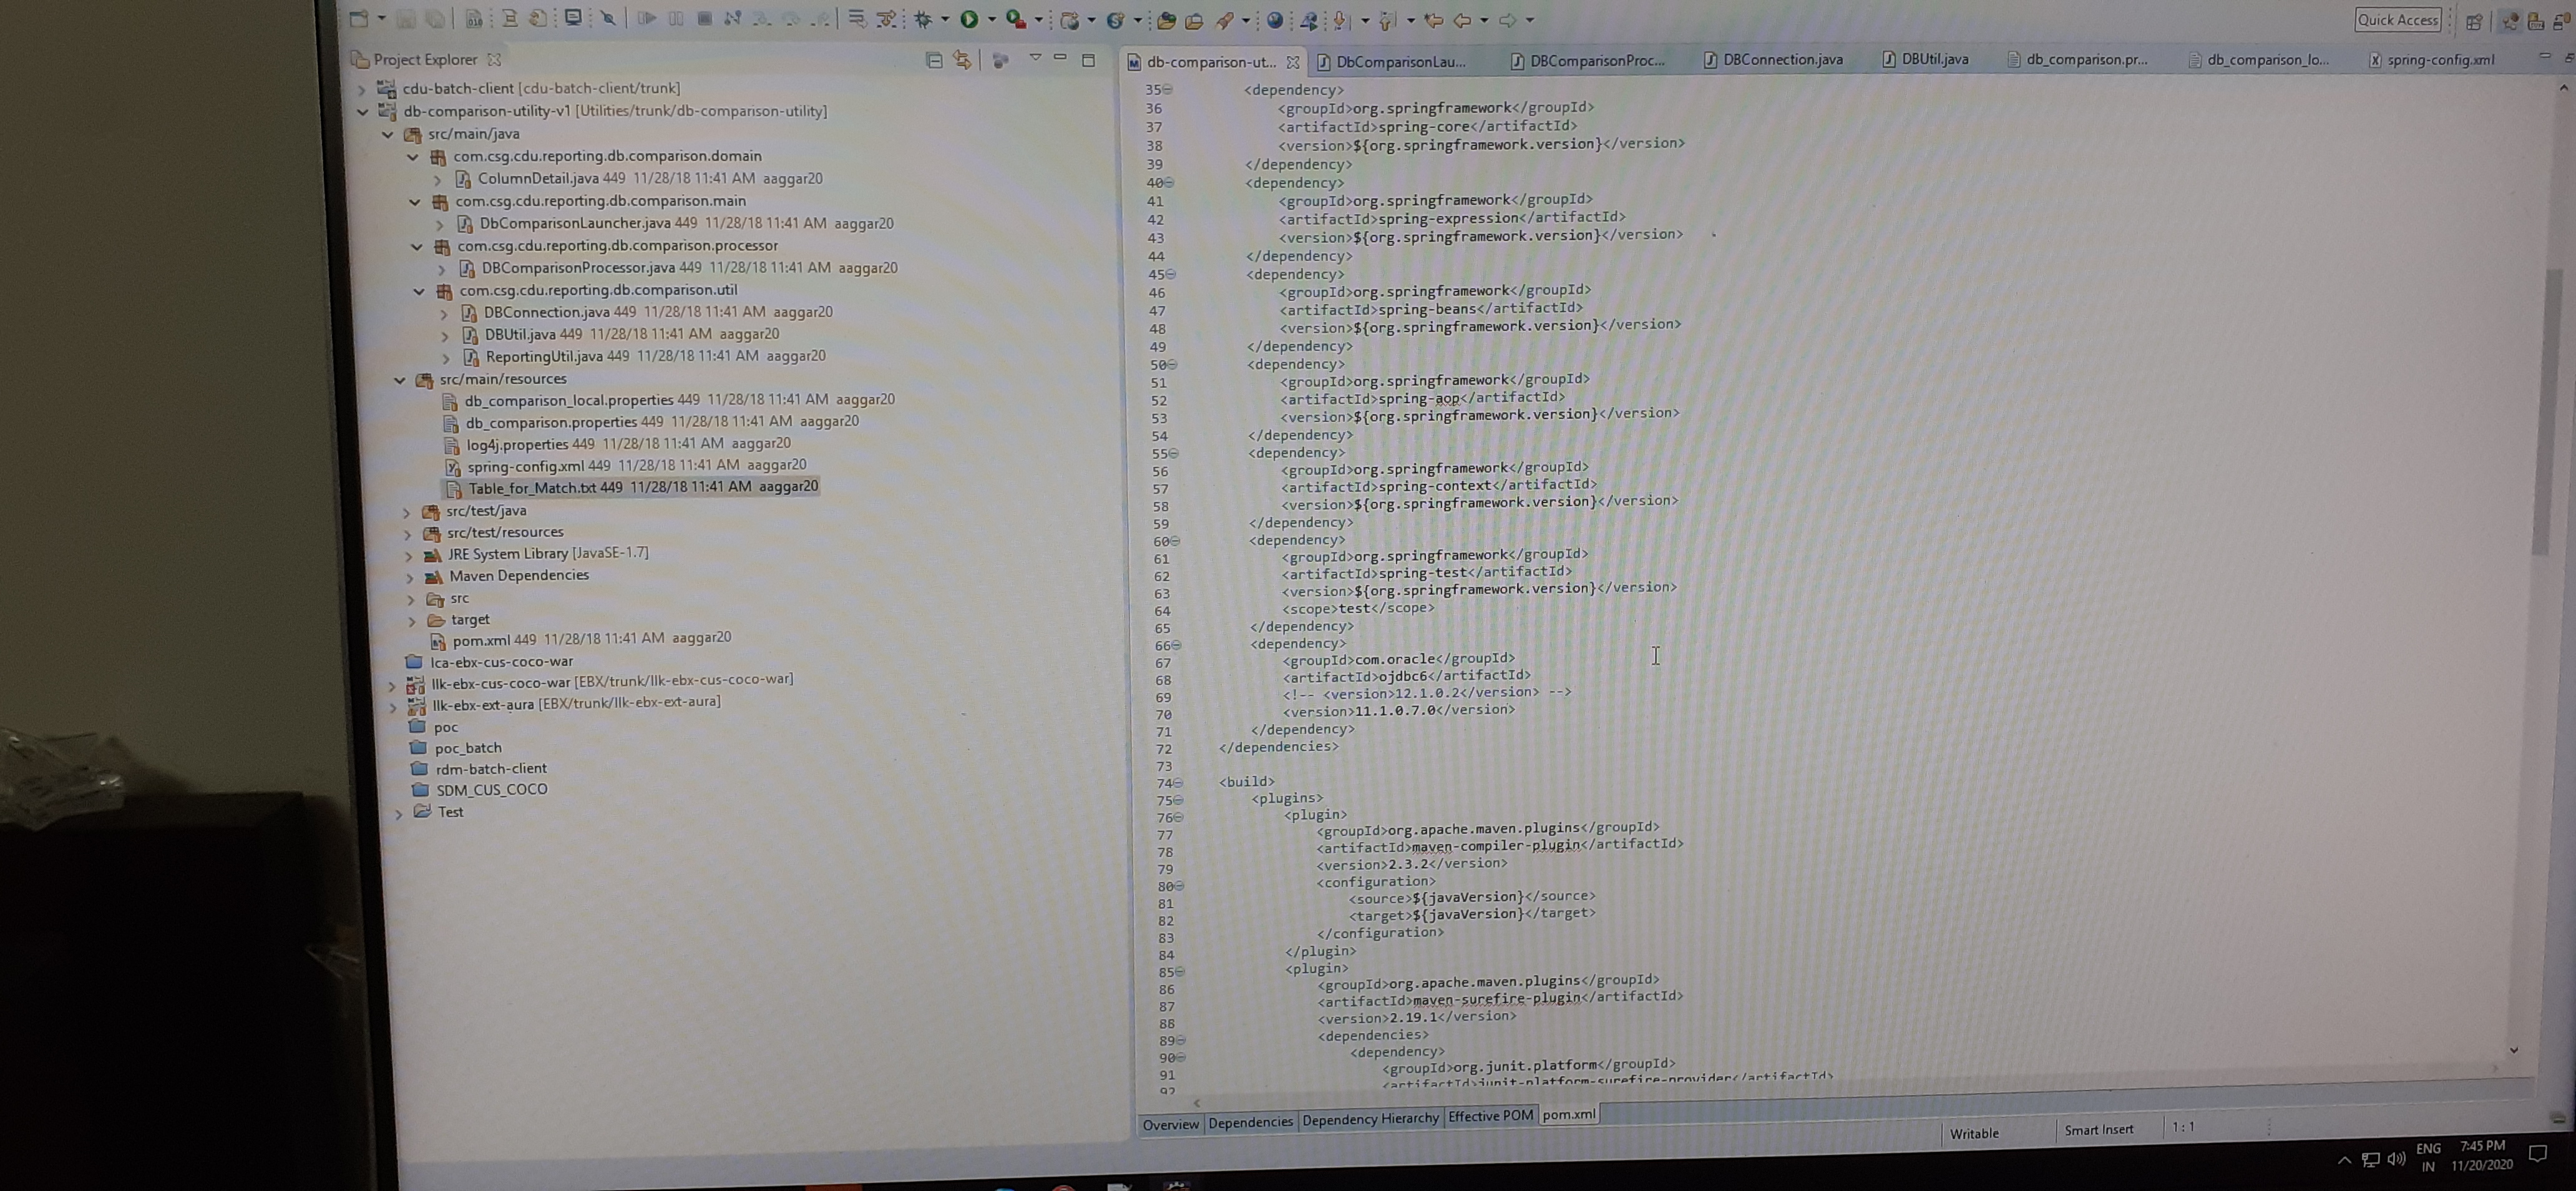 Quick Access
Project Explorer
cdu-batch-client [cdu-batch-client/trunk]
db-comparison-utility-v1 [Utilities/trunk/db-comparison-utility]
src/main/java
com.csg.cdu.reporting.db.comparison.domain
ColumnDetail.java 449 11/28/18 11:41 AM aaggar20
com.csg.cdu.reporting.db.comparison.main
DbComparisonLauncher.java 449 11/28/18 11:41 AM aaggar20
com.csg.cdu.reporting.db.comparison.processor
DBComparisonProcessor.java 449 11/28/18 11:41 AM aaggar20
com.csg.cdu.reporting.db.comparison.util
DBConnection.java 449 11/28/18 11:41 AM aaggar20
DBUtil.java 449 11/28/18 11:41 AM aaggar20
ReportingUtil.java 449 11/28/18 11:41 AM aaggar20
src/main/resources
db_comparison_local.properties 449 11/28/18 11:41 AM aaggar20
db_comparison.properties 449 11/28/18 11:41 AM aaggar20
log4j.properties 449 11/28/18 11:41 AM aaggar20
spring-config.xml 449 11/28/18 11:41 AM aaggar20
Table_for_Match.txt 449 11/28/18 11:41 AM aaggar20
src/test/java
src/test/resources
JRE System Library [JavaSE-1.7]
Maven Dependencies
src
target
pom.xml 449 11/28/18 11:41 AM aaggar20
lca-ebx-cus-coco-war
llk-ebx-cus-coco-war [EBX/trunk/llk-ebx-cus-coco-war]
llk-ebx-ext-aura [EBX/trunk/llk-ebx-ext-aura]
poc
poc_batch
rdm-batch-client
SDM_CUS_COCO
Test
db-comparison-ut... DbComparisonLau... DBComparisonProc... DBConnection.java DBUtil.java db_comparison.pr... db_comparison_lo... spring-config.xml
35 <dependency>
36 <groupId>org.springframework</groupId>
37 <artifactId>spring-core</artifactId>
38 <version>${org.springframework.version}</version>
39 </dependency>
40 <dependency>
41 <groupId>org.springframework</groupId>
42 <artifactId>spring-expression</artifactId>
43 <version>${org.springframework.version}</version>
44 </dependency>
45 <dependency>
46 <groupId>org.springframework</groupId>
47 <artifactId>spring-beans</artifactId>
48 <version>${org.springframework.version}</version>
49 </dependency>
50 <dependency>
51 <groupId>org.springframework</groupId>
52 <artifactId>spring-aop</artifactId>
53 <version>${org.springframework.version}</version>
54 </dependency>
55 <dependency>
56 <groupId>org.springframework</groupId>
57 <artifactId>spring-context</artifactId>
58 <version>${org.springframework.version}</version>
59 </dependency>
60 <dependency>
61 <groupId>org.springframework</groupId>
62 <artifactId>spring-test</artifactId>
63 <version>${org.springframework.version}</version>
64 <scope>test</scope>
65 </dependency>
66 <dependency>
67 <groupId>com.oracle</groupId>
68 <artifactId>ojdbc6</artifactId>
69 <!-- <version>12.1.0.2</version> -->
70 <version>11.1.0.7.0</version>
71 </dependency>
72 </dependencies>
73
74 <build>
75 <plugins>
76 <plugin>
77 <groupId>org.apache.maven.plugins</groupId>
78 <artifactId>maven-compiler-plugin</artifactId>
79 <version>2.3.2</version>
80 <configuration>
81 <source>${javaVersion}</source>
82 <target>${javaVersion}</target>
83 </configuration>
84 </plugin>
85 <plugin>
86 <groupId>org.apache.maven.plugins</groupId>
87 <artifactId>maven-surefire-plugin</artifactId>
88 <version>2.19.1</version>
89 <dependencies>
90 <dependency>
91 <groupId>org.junit.platform</groupId>
92 <artifactId>junit-platform-surefire-provider</artifactId>
Overview Dependencies Dependency Hierarchy Effective POM pom.xml
Writable Smart Insert 1 : 1
ENG 7:45 PM
IN 11/20/2020